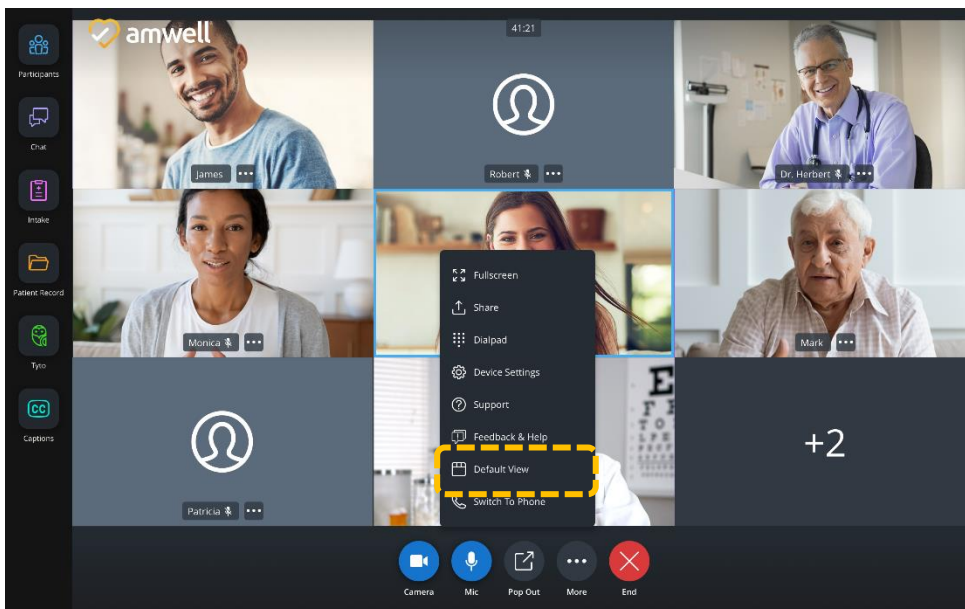 amwell
41:21
Participants
Chat
Intake
Patient Record
Tyto
CC
Captions
James
Robert
Dr. Herbert
Monica
Mark
Patricia
+2
Fullscreen
Share
Dialpad
Device Settings
Support
Feedback & Help
Default View
Switch To Phone
E
Camera
Mic
Pop Out
More
End